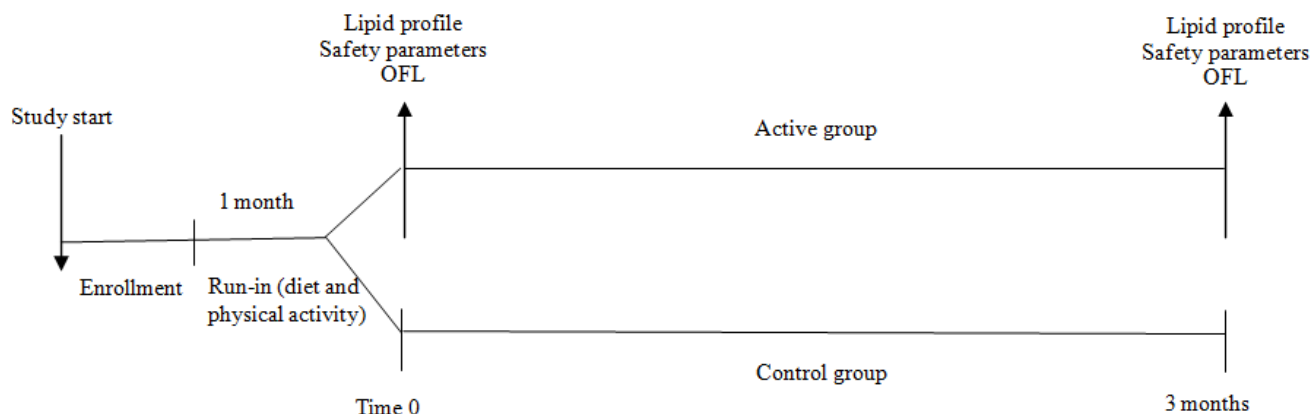 Lipid profile
Safety parameters
OFL
Lipid profile
Safety parameters
OFL
Study start
Active group
1 month
Enrollment
Run-in (diet and
physical activity)
Control group
Time 0
3 months